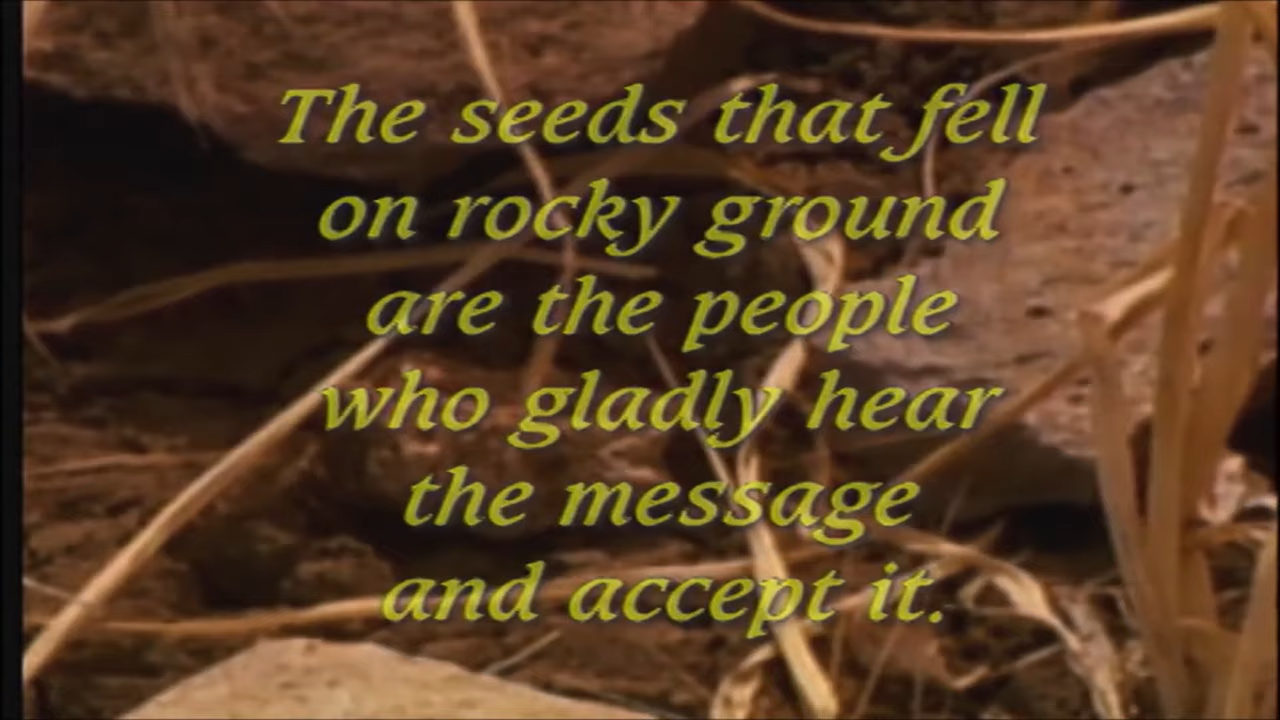 The seeds that fell
on rocky ground
are the people
who gladly hear
the message
and accept it.